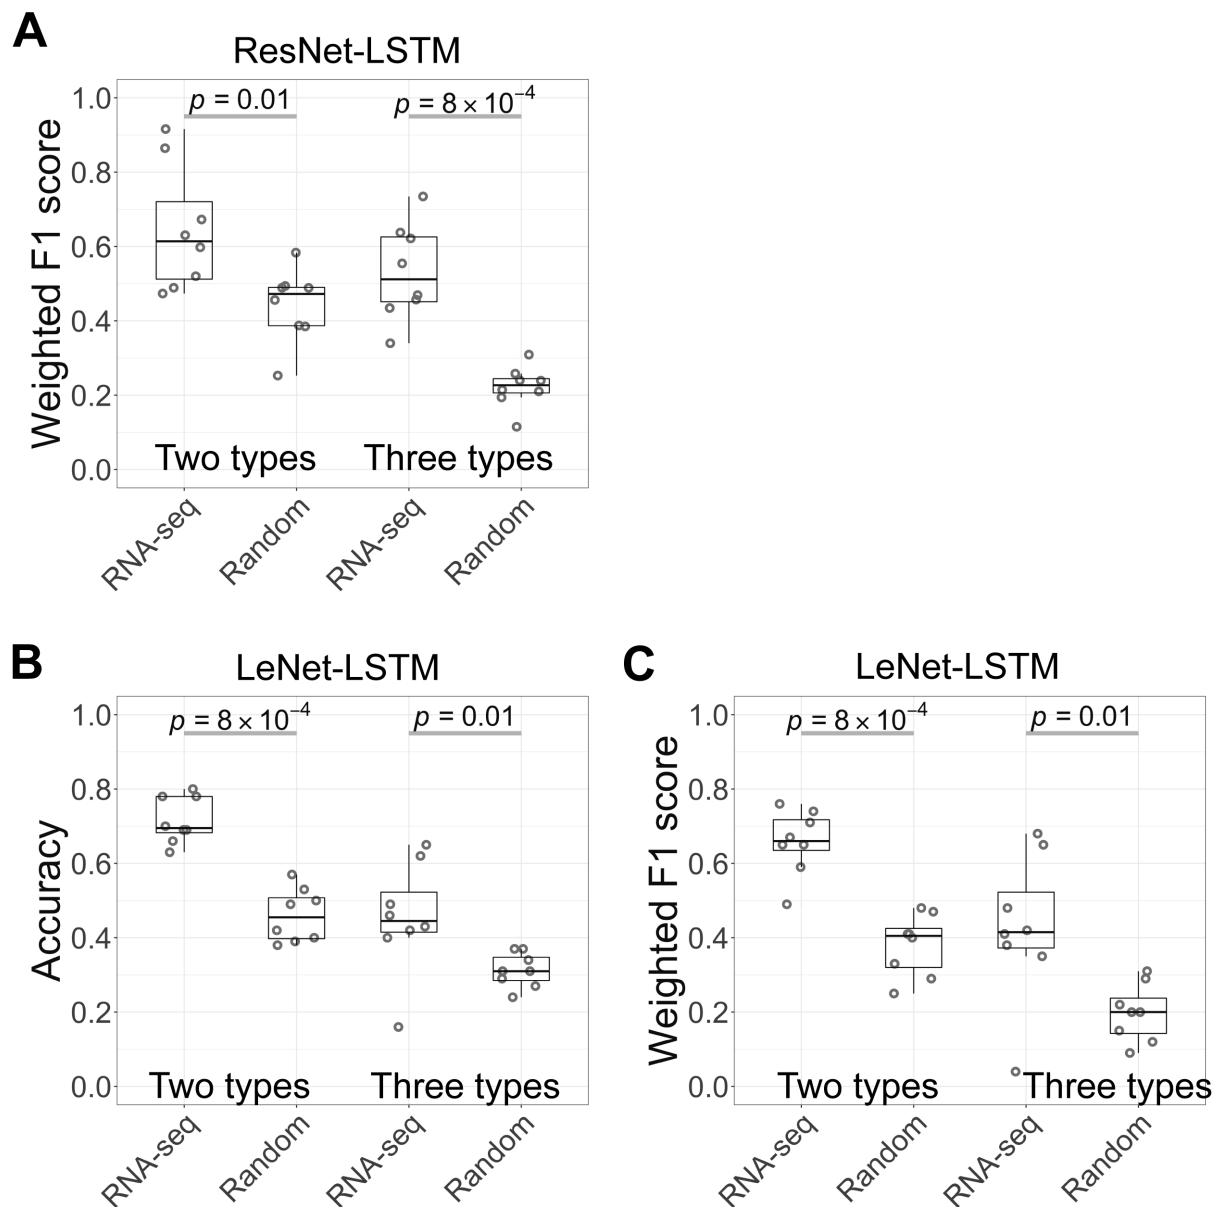 A
ResNet-LSTM
Weighted F1 score
1.0
0.8
0.6
0.4
0.2
0.0
p = 0.01
p = 8 × 10⁻⁴
Two types
Three types
RNA-seq
Random
RNA-seq
Random
B
LeNet-LSTM
Accuracy
1.0
0.8
0.6
0.4
0.2
0.0
p = 8 × 10⁻⁴
p = 0.01
Two types
Three types
RNA-seq
Random
RNA-seq
Random
C
LeNet-LSTM
Weighted F1 score
1.0
0.8
0.6
0.4
0.2
0.0
p = 8 × 10⁻⁴
p = 0.01
Two types
Three types
RNA-seq
Random
RNA-seq
Random